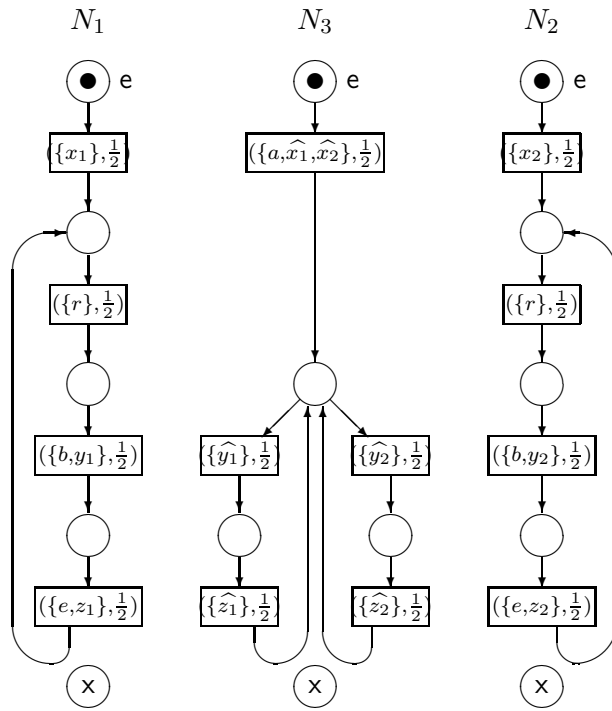 N₁ N₃ N₂
e e e
({x₁},½) ({a,x̂₁,x̂₂},½) ({x₂},½)
({r},½) ({r},½)
({b,y₁},½) ({ŷ₁},½) ({ŷ₂},½) ({b,y₂},½)
({e,z₁},½) ({ẑ₁},½) ({ẑ₂},½) ({e,z₂},½)
x x